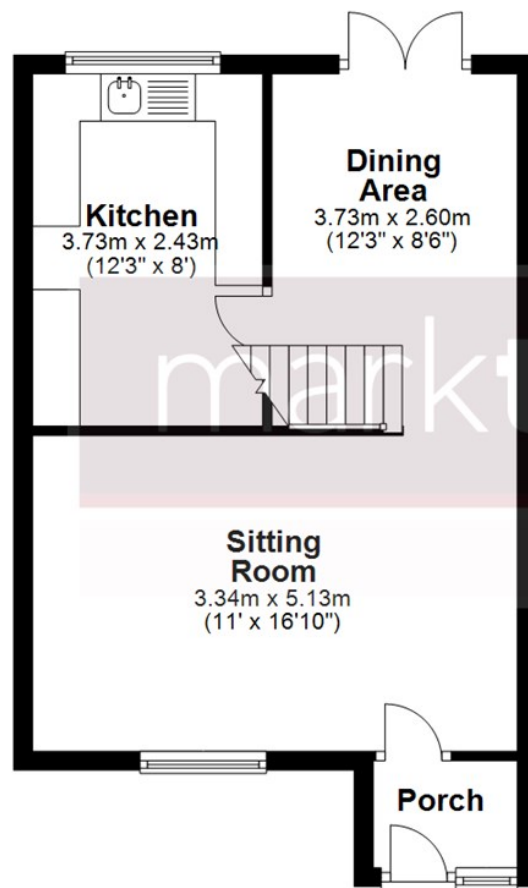 Dining
Area
3.73m x 2.60m
(12'3" x 8'6")
Kitchen
3.73m x 2.43m
(12'3" x 8')
Sitting
Room
3.34m x 5.13m
(11' x 16'10")
Porch